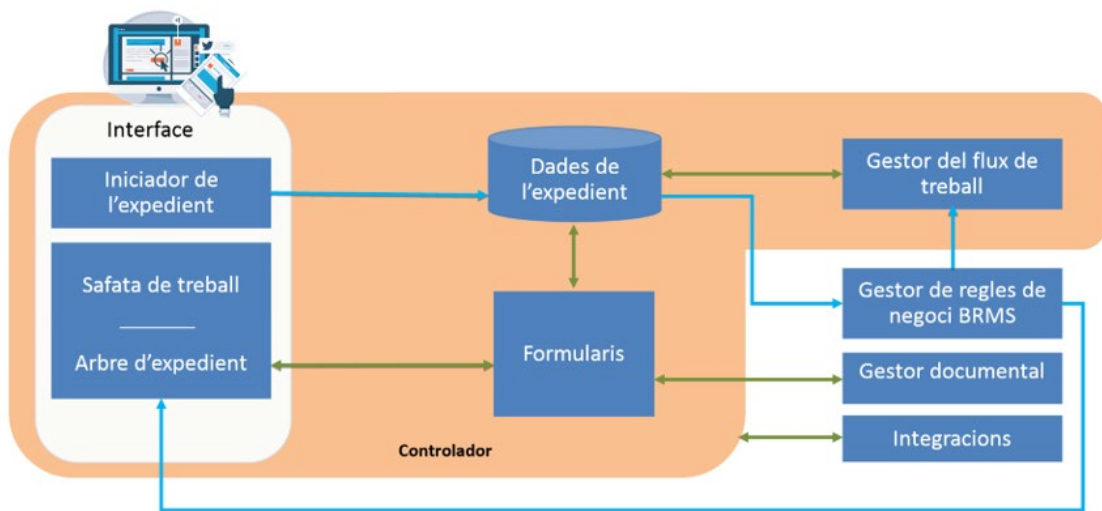 Interface
Iniciador de
l'expedient
Safata de treball
Arbre d'expedient
Dades de
l'expedient
Formularis
Controlador
Gestor del flux de
treball
Gestor de regles de
negoci BRMS
Gestor documental
Integracions